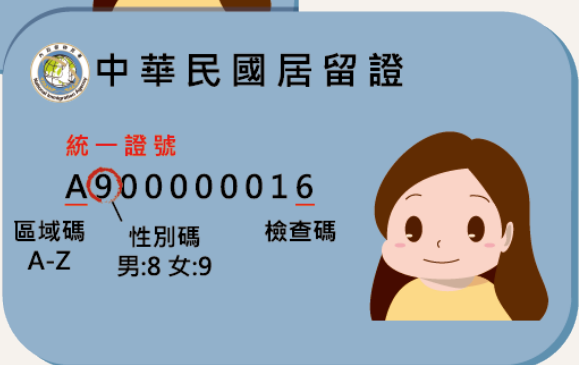 中華民國居留證
統一證號
A900000016
區域碼 性別碼 檢查碼
A-Z 男:8 女:9